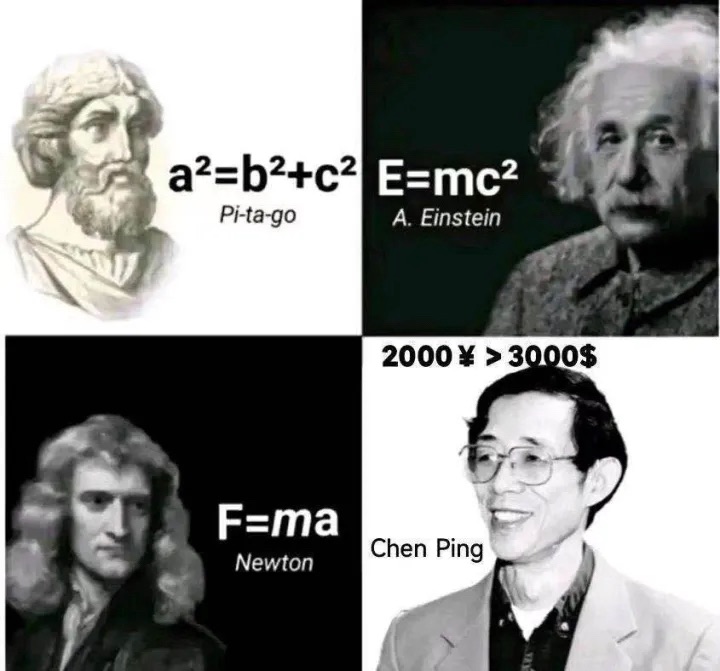 a²=b²+c²
Pi-ta-go
E=mc²
A. Einstein
F=ma
Newton
2000¥ > 3000$
Chen Ping